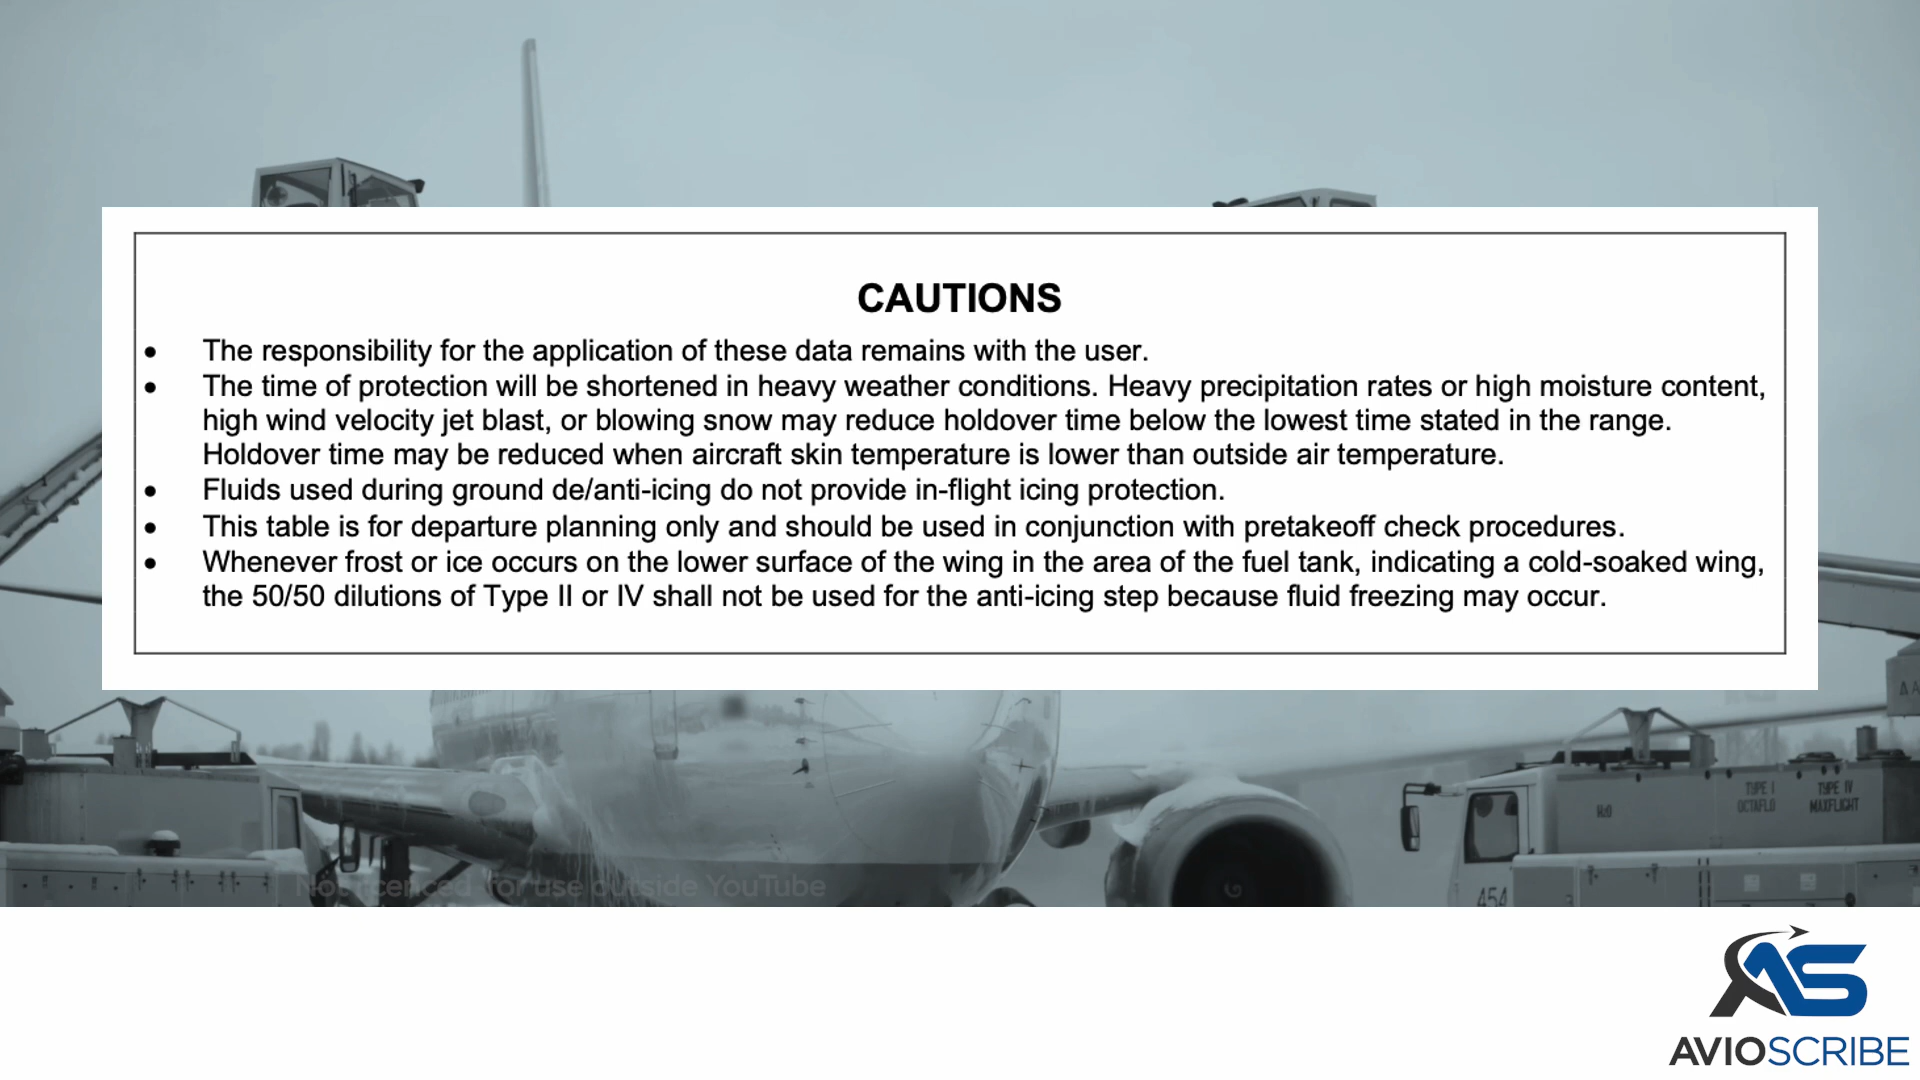 CAUTIONS
• The responsibility for the application of these data remains with the user.
• The time of protection will be shortened in heavy weather conditions. Heavy precipitation rates or high moisture content,
high wind velocity jet blast, or blowing snow may reduce holdover time below the lowest time stated in the range.
Holdover time may be reduced when aircraft skin temperature is lower than outside air temperature.
• Fluids used during ground de/anti-icing do not provide in-flight icing protection.
• This table is for departure planning only and should be used in conjunction with pretakeoff check procedures.
• Whenever frost or ice occurs on the lower surface of the wing in the area of the fuel tank, indicating a cold-soaked wing,
the 50/50 dilutions of Type II or IV shall not be used for the anti-icing step because fluid freezing may occur.
H2O
TYPE I
OCTAFLO
TYPE IV
MAXFLIGHT
454
Not licenced for use outside YouTube
AS
AVIOSCRIBE